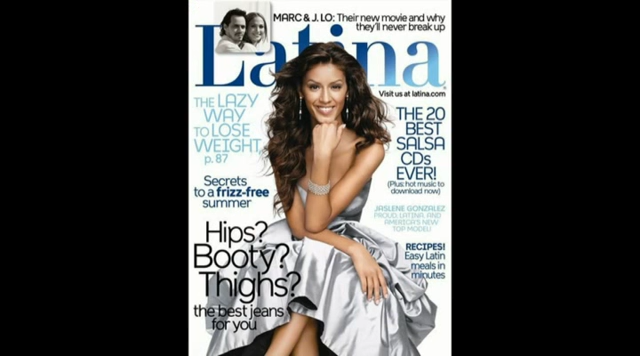 MARC & J. LO: Their new movie and why
they'll never break up
Latina
Visit us at latina.com
THE LAZY
WAY
TO LOSE
WEIGHT
p. 87
Secrets
to a frizz-free
summer
Hips?
Booty?
Thighs?
the best jeans
for you
THE 20
BEST
SALSA
CDs
EVER!
(Plus: hot music to
download now)
JASLENE GONZALEZ
PROUD, LATINA, AND
AMERICA'S NEXT
TOP MODEL!
RECIPES!
Easy Latin
meals in
minutes